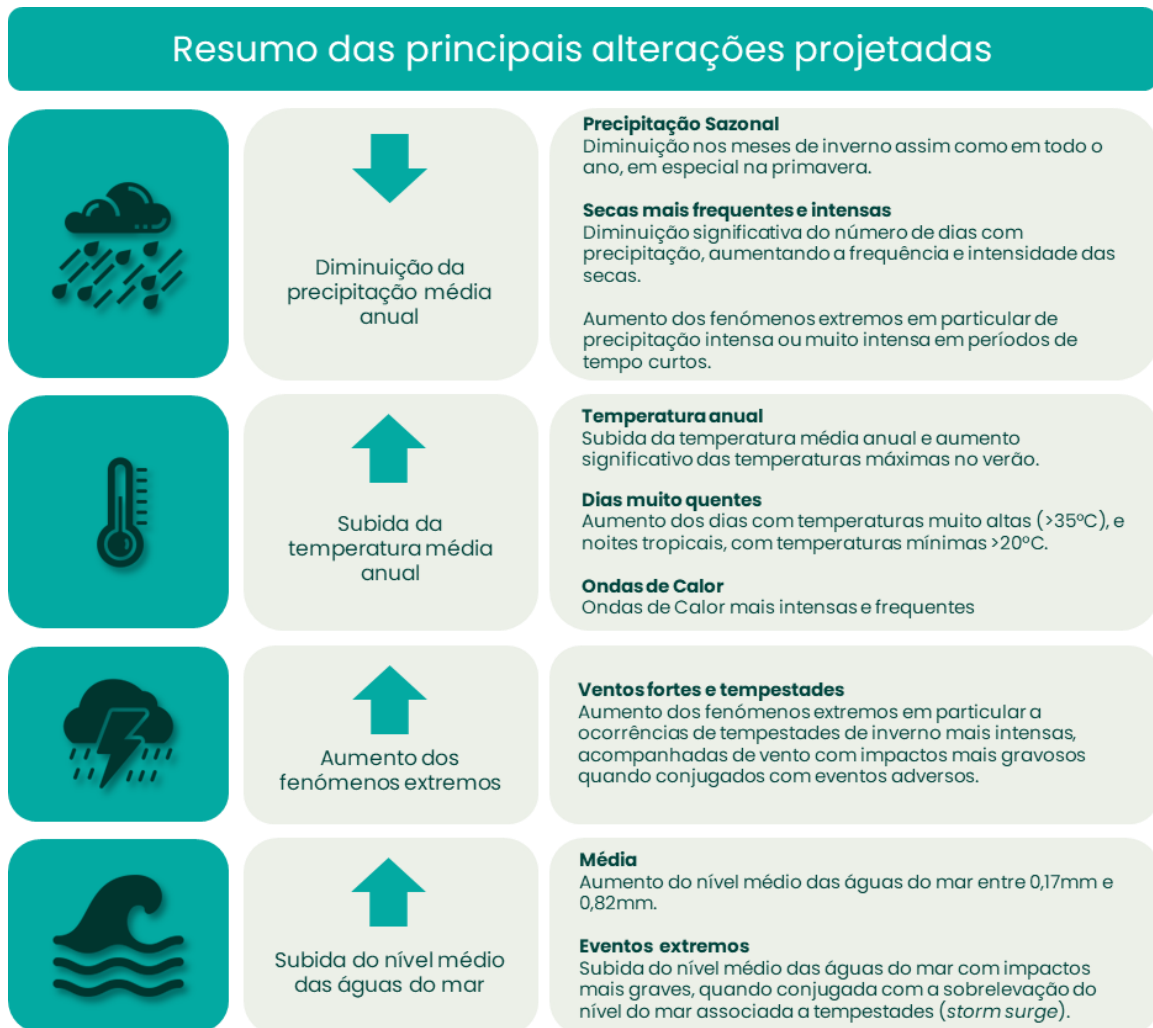 Resumo das principais alterações projetadas
Diminuição da
precipitação média
anual
Precipitação Sazonal
Diminuição nos meses de inverno assim como em todo o
ano, em especial na primavera.
Secas mais frequentes e intensas
Diminuição significativa do número de dias com
precipitação, aumentando a frequência e intensidade das
secas.
Aumento dos fenómenos extremos em particular de
precipitação intensa ou muito intensa em períodos de
tempo curtos.
Subida da
temperatura média
anual
Temperatura anual
Subida da temperatura média anual e aumento
significativo das temperaturas máximas no verão.
Dias muito quentes
Aumento dos dias com temperaturas muito altas (>35ºC), e
noites tropicais, com temperaturas mínimas >20ºC.
Ondas de Calor
Ondas de Calor mais intensas e frequentes
Aumento dos
fenómenos extremos
Ventos fortes e tempestades
Aumento dos fenómenos extremos em particular a
ocorrências de tempestades de inverno mais intensas,
acompanhadas de vento com impactos mais gravosos
quando conjugados com eventos adversos.
Subida do nível médio
das águas do mar
Média
Aumento do nível médio das águas do mar entre 0,17mm e
0,82mm.
Eventos extremos
Subida do nível médio das águas do mar com impactos
mais graves, quando conjugada com a sobrelevação do
nível do mar associada a tempestades (storm surge).